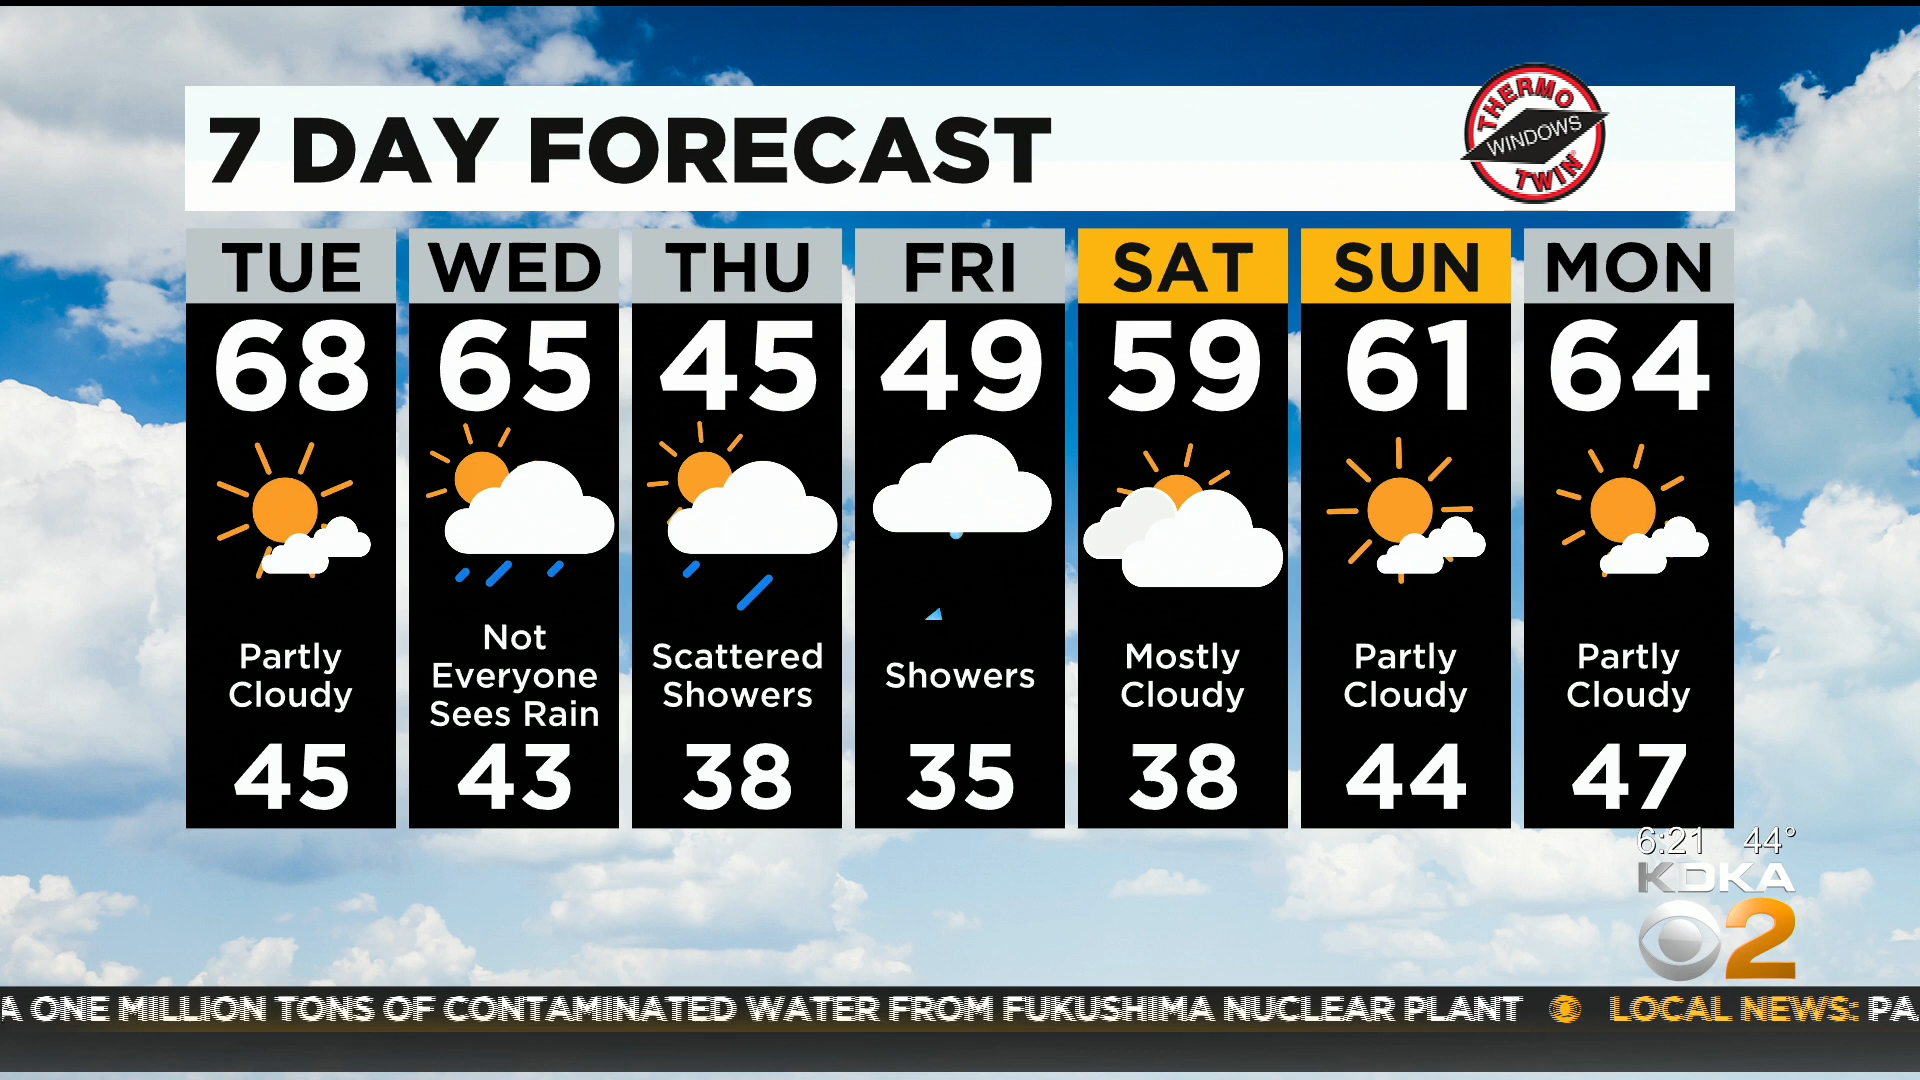 7 DAY FORECAST
THERMO
WINDOWS
TWIN
TUE WED THU FRI SAT SUN MON
68 65 45 49 59 61 64
Partly
Cloudy
Not
Everyone
Sees Rain
Scattered
Showers
Showers
Mostly
Cloudy
Partly
Cloudy
Partly
Cloudy
45 43 38 35 38 44 47
6:21 44°
KDKA
2
A ONE MILLION TONS OF CONTAMINATED WATER FROM FUKUSHIMA NUCLEAR PLANT LOCAL NEWS: PA